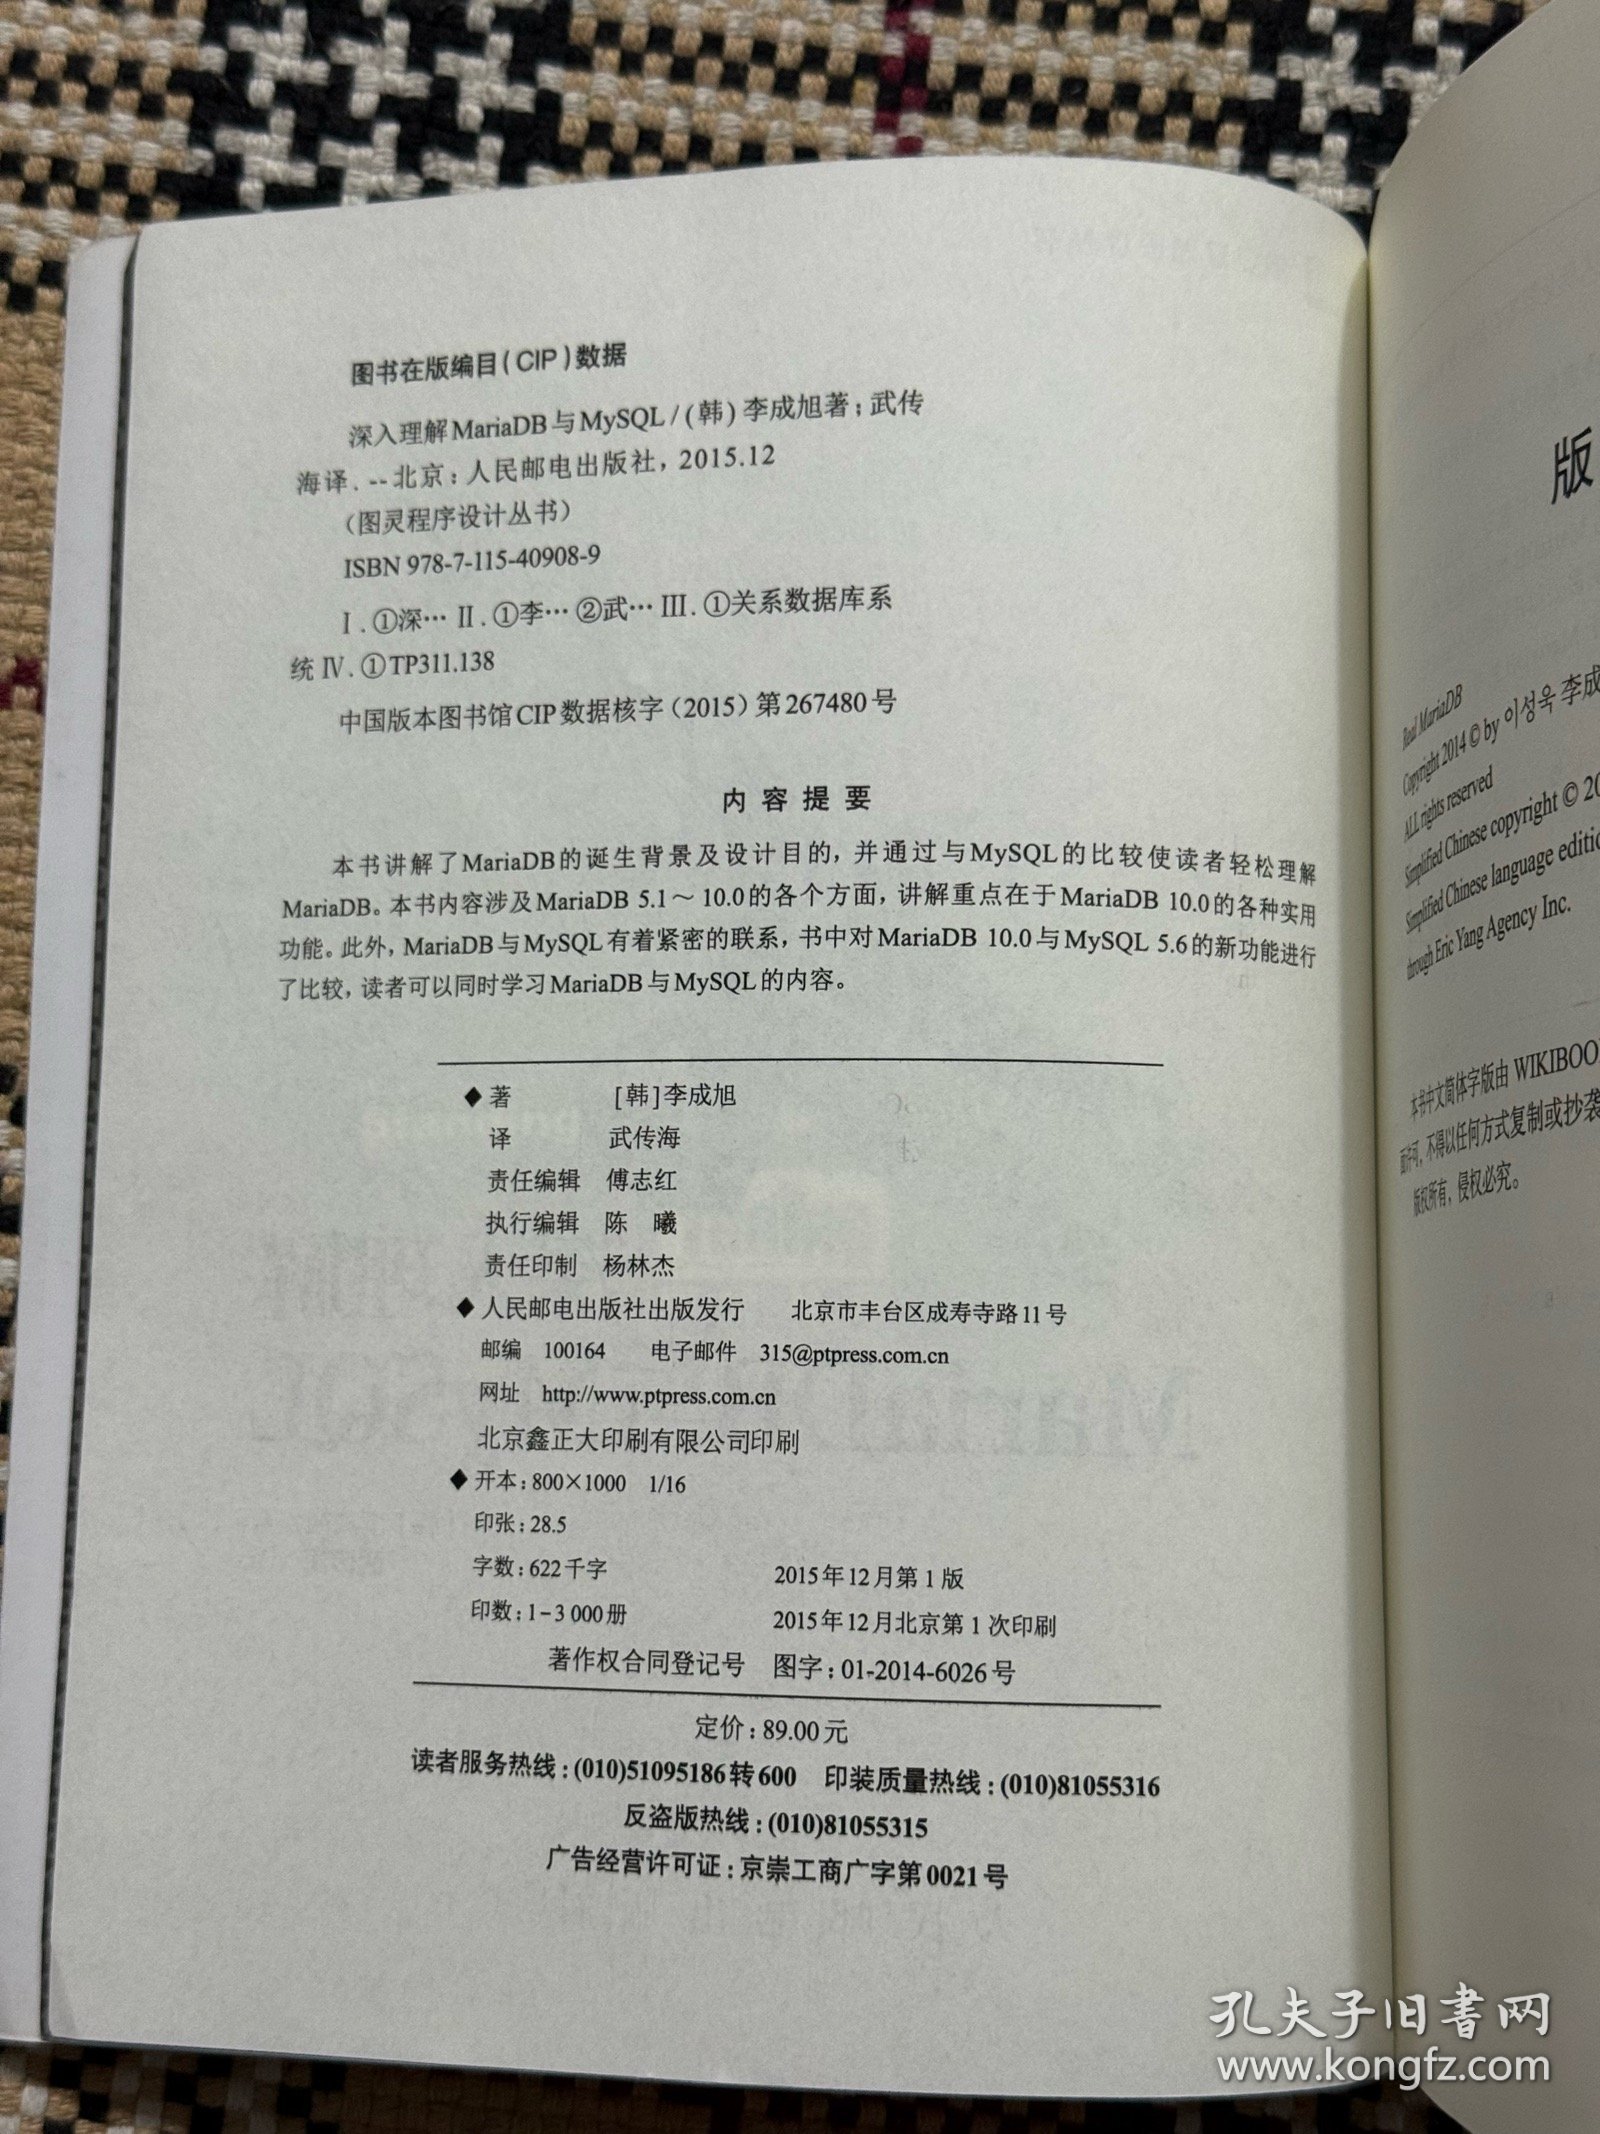 图书在版编目(CIP)数据
深入理解MariaDB与MySQL/(韩)李成旭著;武传
海译. --北京:人民邮电出版社, 2015.12
(图灵程序设计丛书)
ISBN 978-7-115-40908-9
Ⅰ. ①深… Ⅱ. ①李… ②武… Ⅲ. ①关系数据库系
统 Ⅳ. ①TP311.138
中国版本图书馆CIP数据核字(2015)第267480号
内 容 提 要
本书讲解了MariaDB的诞生背景及设计目的,并通过与MySQL的比较使读者轻松理解
MariaDB。本书内容涉及MariaDB 5.1～10.0的各个方面,讲解重点在于MariaDB 10.0的各种实用
功能。此外,MariaDB与MySQL有着紧密的联系,书中对MariaDB 10.0与MySQL 5.6的新功能进行
了比较,读者可以同时学习MariaDB与MySQL的内容。
◆ 著 [韩]李成旭
译 武传海
责任编辑 傅志红
执行编辑 陈 曦
责任印制 杨林杰
◆ 人民邮电出版社出版发行 北京市丰台区成寿寺路11号
邮编 100164 电子邮件 315@ptpress.com.cn
网址 http://www.ptpress.com.cn
北京鑫正大印刷有限公司印刷
◆ 开本:800×1000 1/16
印张:28.5
字数:622千字 2015年12月第1版
印数:1-3 000册 2015年12月北京第1次印刷
著作权合同登记号 图字:01-2014-6026号
定价:89.00元
读者服务热线:(010)51095186转600 印装质量热线:(010)81055316
反盗版热线:(010)81055315
广告经营许可证:京崇工商广字第0021号
版
Real MariaDB
Copyright 2014 © by 이성욱 李成
ALL rights reserved
Simplified Chinese copyright © 20
Simplified Chinese language editio
through Eric Yang Agency Inc.
本书中文简体字版由 WIKIBOO
面许可,不得以任何方式复制或抄袭
版权所有,侵权必究。
孔夫子旧书网
www.kongfz.com